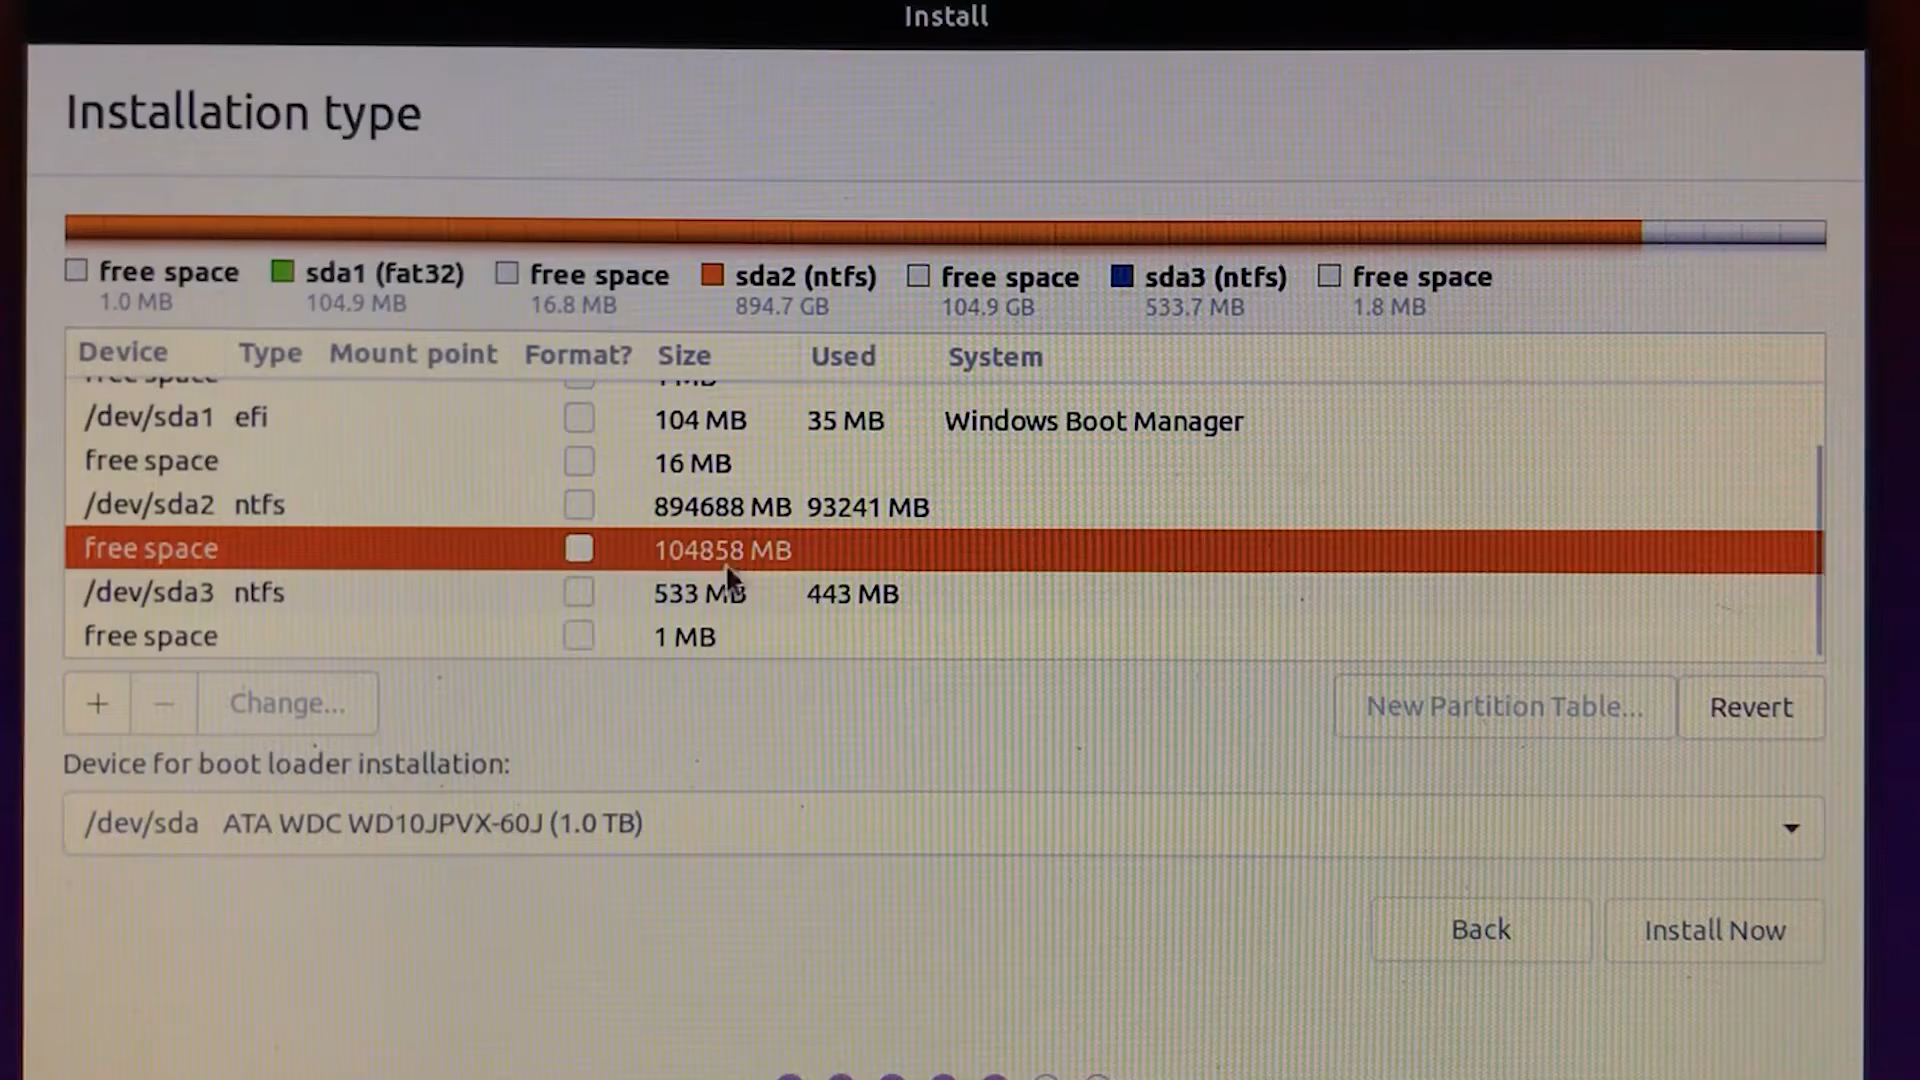 Install
Installation type
free space sda1 (fat32) free space sda2 (ntfs) free space sda3 (ntfs) free space
1.0 MB 104.9 MB 16.8 MB 894.7 GB 104.9 GB 533.7 MB 1.8 MB
Device Type Mount point Format? Size Used System
free space 1 MB
/dev/sda1 efi 104 MB 35 MB Windows Boot Manager
free space 16 MB
/dev/sda2 ntfs 894688 MB 93241 MB
free space 104858 MB
/dev/sda3 ntfs 533 MB 443 MB
free space 1 MB
+ − Change... New Partition Table... Revert
Device for boot loader installation:
/dev/sda ATA WDC WD10JPVX-60J (1.0 TB)
Back Install Now